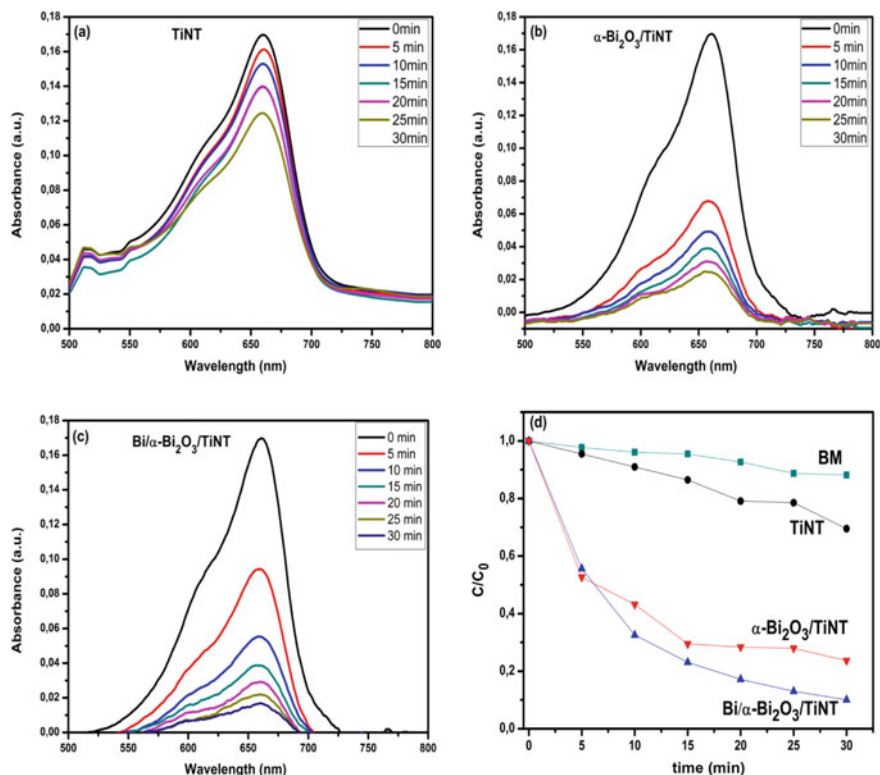 (a)
TiNT
0min
5 min
10min
15min
20min
25min
30min
Absorbance (a.u.)
0,18
0,16
0,14
0,12
0,10
0,08
0,06
0,04
0,02
0,00
500
550
600
650
700
750
800
Wavelength (nm)
(b)
α-Bi₂O₃/TiNT
0min
5 min
10min
15min
20min
25min
30min
Absorbance (a.u.)
0,18
0,16
0,14
0,12
0,10
0,08
0,06
0,04
0,02
0,00
500
550
600
650
700
750
800
Wavelength (nm)
(c)
Bi/α-Bi₂O₃/TiNT
0 min
5 min
10 min
15 min
20 min
25 min
30 min
Absorbance (a.u.)
0,18
0,16
0,14
0,12
0,10
0,08
0,06
0,04
0,02
0,00
500
550
600
650
700
750
800
Wavelength (nm)
(d)
BM
TiNT
α-Bi₂O₃/TiNT
Bi/α-Bi₂O₃/TiNT
C/C₀
1,0
0,8
0,6
0,4
0,2
0,0
0
5
10
15
20
25
30
time (min)